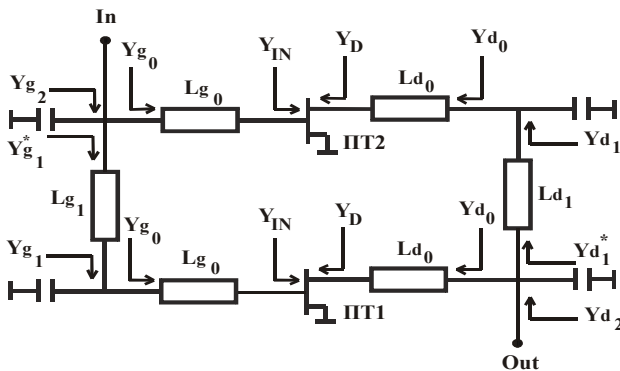 In
Yg0
YIN
YD
Yd0
Yg2
Lg0
Ld0
Yg1*
ПТ2
Yd1
Lg1
Ld1
Yg0
YIN
YD
Yd0
Yg1
Lg0
Ld0
Yd1*
ПТ1
Yd2
Out